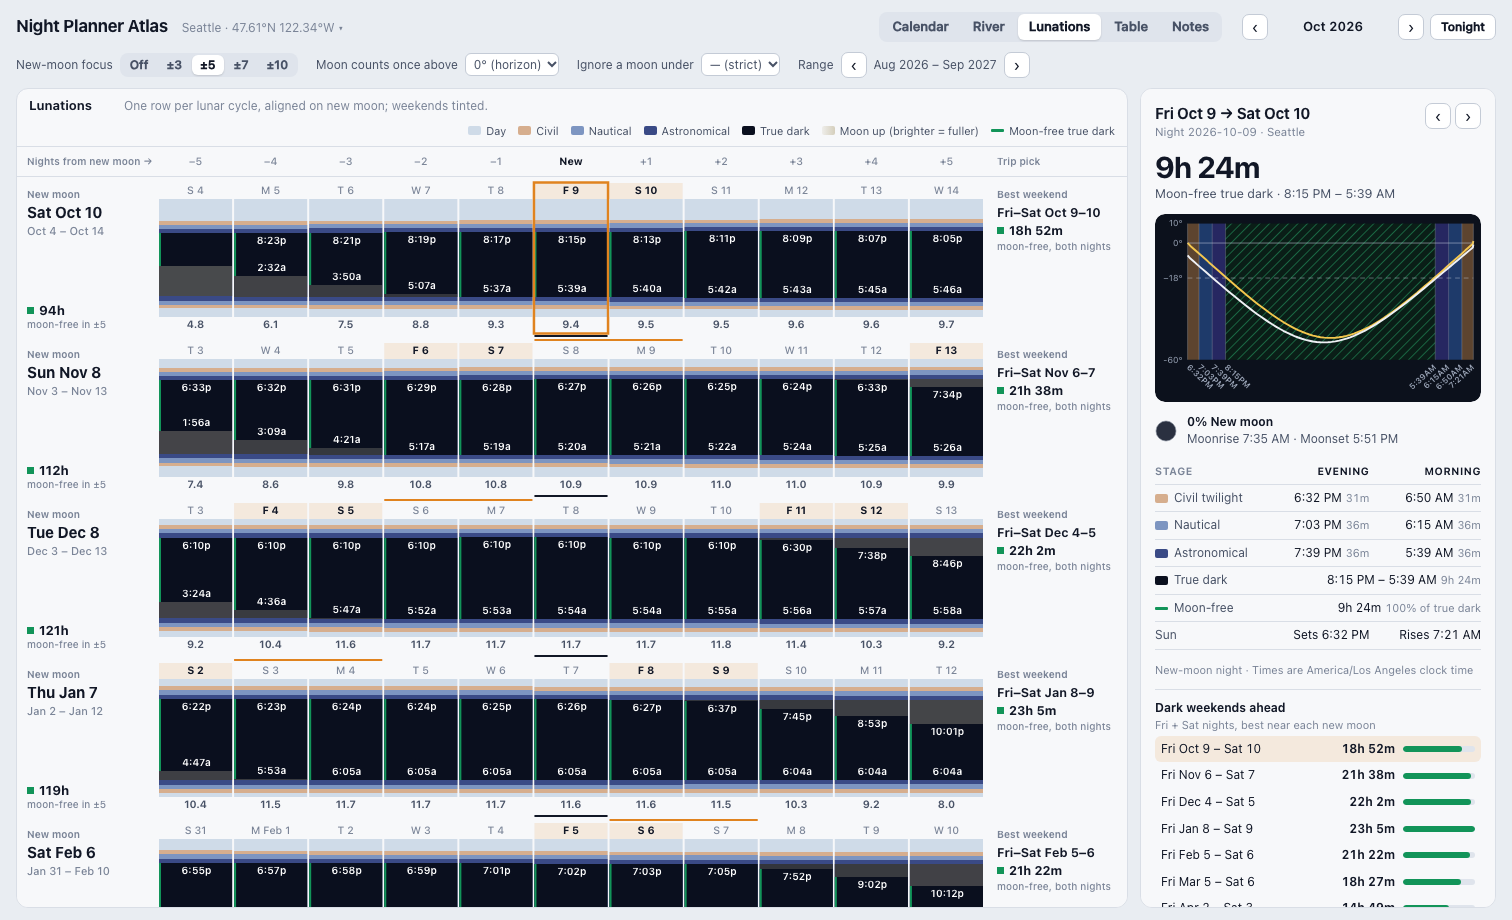 Night Planner Atlas
Seattle · 47.61°N 122.34°W ▾
Calendar River Lunations Table Notes
‹ Oct 2026 › Tonight
New-moon focus Off ±3 ±5 ±7 ±10 Moon counts once above 0° (horizon) Ignore a moon under — (strict) Range ‹ Aug 2026 – Sep 2027 ›
Lunations One row per lunar cycle, aligned on new moon; weekends tinted.
Day Civil Nautical Astronomical True dark Moon up (brighter = fuller) Moon-free true dark
Nights from new moon → −5 −4 −3 −2 −1 New +1 +2 +3 +4 +5 Trip pick
New moon
Sat Oct 10
Oct 4 – Oct 14
94h
moon-free in ±5
S 4 M 5 T 6 W 7 T 8 F 9 S 10 S 11 M 12 T 13 W 14
8:23p 8:21p 8:19p 8:17p 8:15p 8:13p 8:11p 8:09p 8:07p 8:05p
2:32a 3:50a 5:07a 5:37a 5:39a 5:40a 5:42a 5:43a 5:45a 5:46a
4.8 6.1 7.5 8.8 9.3 9.4 9.5 9.5 9.6 9.6 9.7
Best weekend
Fri–Sat Oct 9–10
18h 52m
moon-free, both nights
New moon
Sun Nov 8
Nov 3 – Nov 13
112h
moon-free in ±5
T 3 W 4 T 5 F 6 S 7 S 8 M 9 T 10 W 11 T 12 F 13
6:33p 6:32p 6:31p 6:29p 6:28p 6:27p 6:26p 6:25p 6:24p 6:33p 7:34p
1:56a 3:09a 4:21a 5:17a 5:19a 5:20a 5:21a 5:22a 5:24a 5:25a 5:26a
7.4 8.6 9.8 10.8 10.8 10.9 10.9 11.0 11.0 10.9 9.9
Best weekend
Fri–Sat Nov 6–7
21h 38m
moon-free, both nights
New moon
Tue Dec 8
Dec 3 – Dec 13
121h
moon-free in ±5
T 3 F 4 S 5 S 6 M 7 T 8 W 9 T 10 F 11 S 12 S 13
6:10p 6:10p 6:10p 6:10p 6:10p 6:10p 6:10p 6:10p 6:30p 7:38p 8:46p
3:24a 4:36a 5:47a 5:52a 5:53a 5:54a 5:54a 5:55a 5:56a 5:57a 5:58a
9.2 10.4 11.6 11.7 11.7 11.7 11.7 11.8 11.4 10.3 9.2
Best weekend
Fri–Sat Dec 4–5
22h 2m
moon-free, both nights
New moon
Thu Jan 7
Jan 2 – Jan 12
119h
moon-free in ±5
S 2 S 3 M 4 T 5 W 6 T 7 F 8 S 9 S 10 M 11 T 12
6:22p 6:23p 6:24p 6:24p 6:25p 6:26p 6:27p 6:37p 7:45p 8:53p 10:01p
4:47a 5:53a 6:05a 6:05a 6:05a 6:05a 6:05a 6:05a 6:04a 6:04a 6:04a
10.4 11.5 11.7 11.7 11.7 11.6 11.6 11.5 10.3 9.2 8.0
Best weekend
Fri–Sat Jan 8–9
23h 5m
moon-free, both nights
New moon
Sat Feb 6
Jan 31 – Feb 10
S 31 M Feb 1 T 2 W 3 T 4 F 5 S 6 S 7 M 8 T 9 W 10
6:55p 6:57p 6:58p 6:59p 7:01p 7:02p 7:03p 7:05p 7:52p 9:02p 10:12p
Best weekend
Fri–Sat Feb 5–6
21h 22m
moon-free, both nights
Fri Oct 9 → Sat Oct 10
Night 2026-10-09 · Seattle
‹ ›
9h 24m
Moon-free true dark · 8:15 PM – 5:39 AM
10°
0°
−18°
−60°
6:32PM 7:03PM 7:39PM 8:15PM 5:39AM 6:15AM 6:50AM 7:21AM
0% New moon
Moonrise 7:35 AM · Moonset 5:51 PM
STAGE EVENING MORNING
Civil twilight 6:32 PM 31m 6:50 AM 31m
Nautical 7:03 PM 36m 6:15 AM 36m
Astronomical 7:39 PM 36m 5:39 AM 36m
True dark 8:15 PM – 5:39 AM 9h 24m
Moon-free 9h 24m 100% of true dark
Sun Sets 6:32 PM Rises 7:21 AM
New-moon night · Times are America/Los Angeles clock time
Dark weekends ahead
Fri + Sat nights, best near each new moon
Fri Oct 9 – Sat 10 18h 52m
Fri Nov 6 – Sat 7 21h 38m
Fri Dec 4 – Sat 5 22h 2m
Fri Jan 8 – Sat 9 23h 5m
Fri Feb 5 – Sat 6 21h 22m
Fri Mar 5 – Sat 6 18h 27m